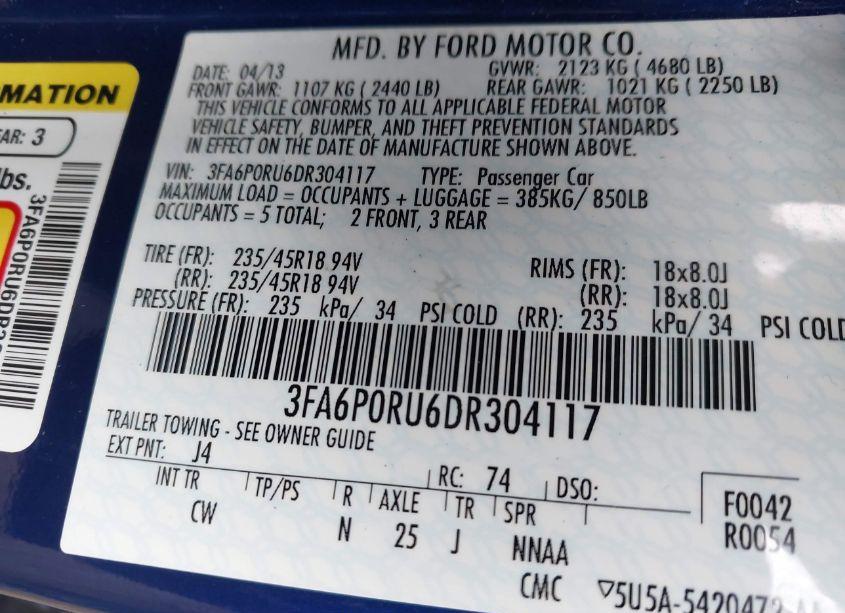 MFD. BY FORD MOTOR CO.
DATE: 04/13 GVWR: 2123 KG ( 4680 LB)
FRONT GAWR: 1107 KG ( 2440 LB) REAR GAWR: 1021 KG ( 2250 LB)
THIS VEHICLE CONFORMS TO ALL APPLICABLE FEDERAL MOTOR
VEHICLE SAFETY, BUMPER, AND THEFT PREVENTION STANDARDS
IN EFFECT ON THE DATE OF MANUFACTURE SHOWN ABOVE.
VIN: 3FA6P0RU6DR304117 TYPE: Passenger Car
MAXIMUM LOAD = OCCUPANTS + LUGGAGE = 385KG/ 850LB
OCCUPANTS = 5 TOTAL; 2 FRONT, 3 REAR
TIRE (FR): 235/45R18 94V RIMS (FR): 18x8.0J
(RR): 235/45R18 94V (RR): 18x8.0J
PRESSURE (FR): 235 kPa/ 34 PSI COLD (RR): 235 kPa/ 34 PSI COLD
3FA6P0RU6DR304117
TRAILER TOWING - SEE OWNER GUIDE
EXT PNT: J4 RC: 74 DSO:
INT TR TP/PS R AXLE TR SPR
CW N 25 J NNAA
CMC
F0042
R0054
5U5A-5420472
MATION
EAR: 3
lbs.
3FA6P0RU6DR30